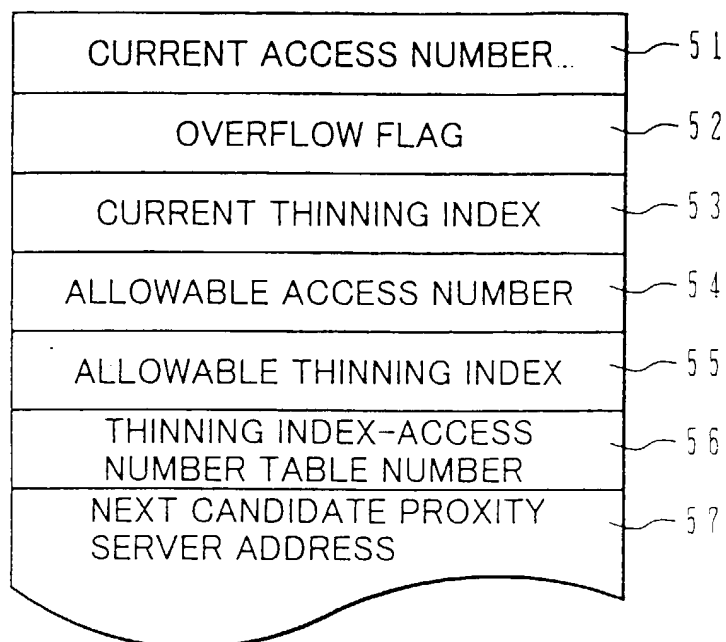 CURRENT ACCESS NUMBER...
51
OVERFLOW FLAG
52
CURRENT THINNING INDEX
53
ALLOWABLE ACCESS NUMBER
54
ALLOWABLE THINNING INDEX
55
THINNING INDEX-ACCESS
NUMBER TABLE NUMBER
56
NEXT CANDIDATE PROXITY
SERVER ADDRESS
57